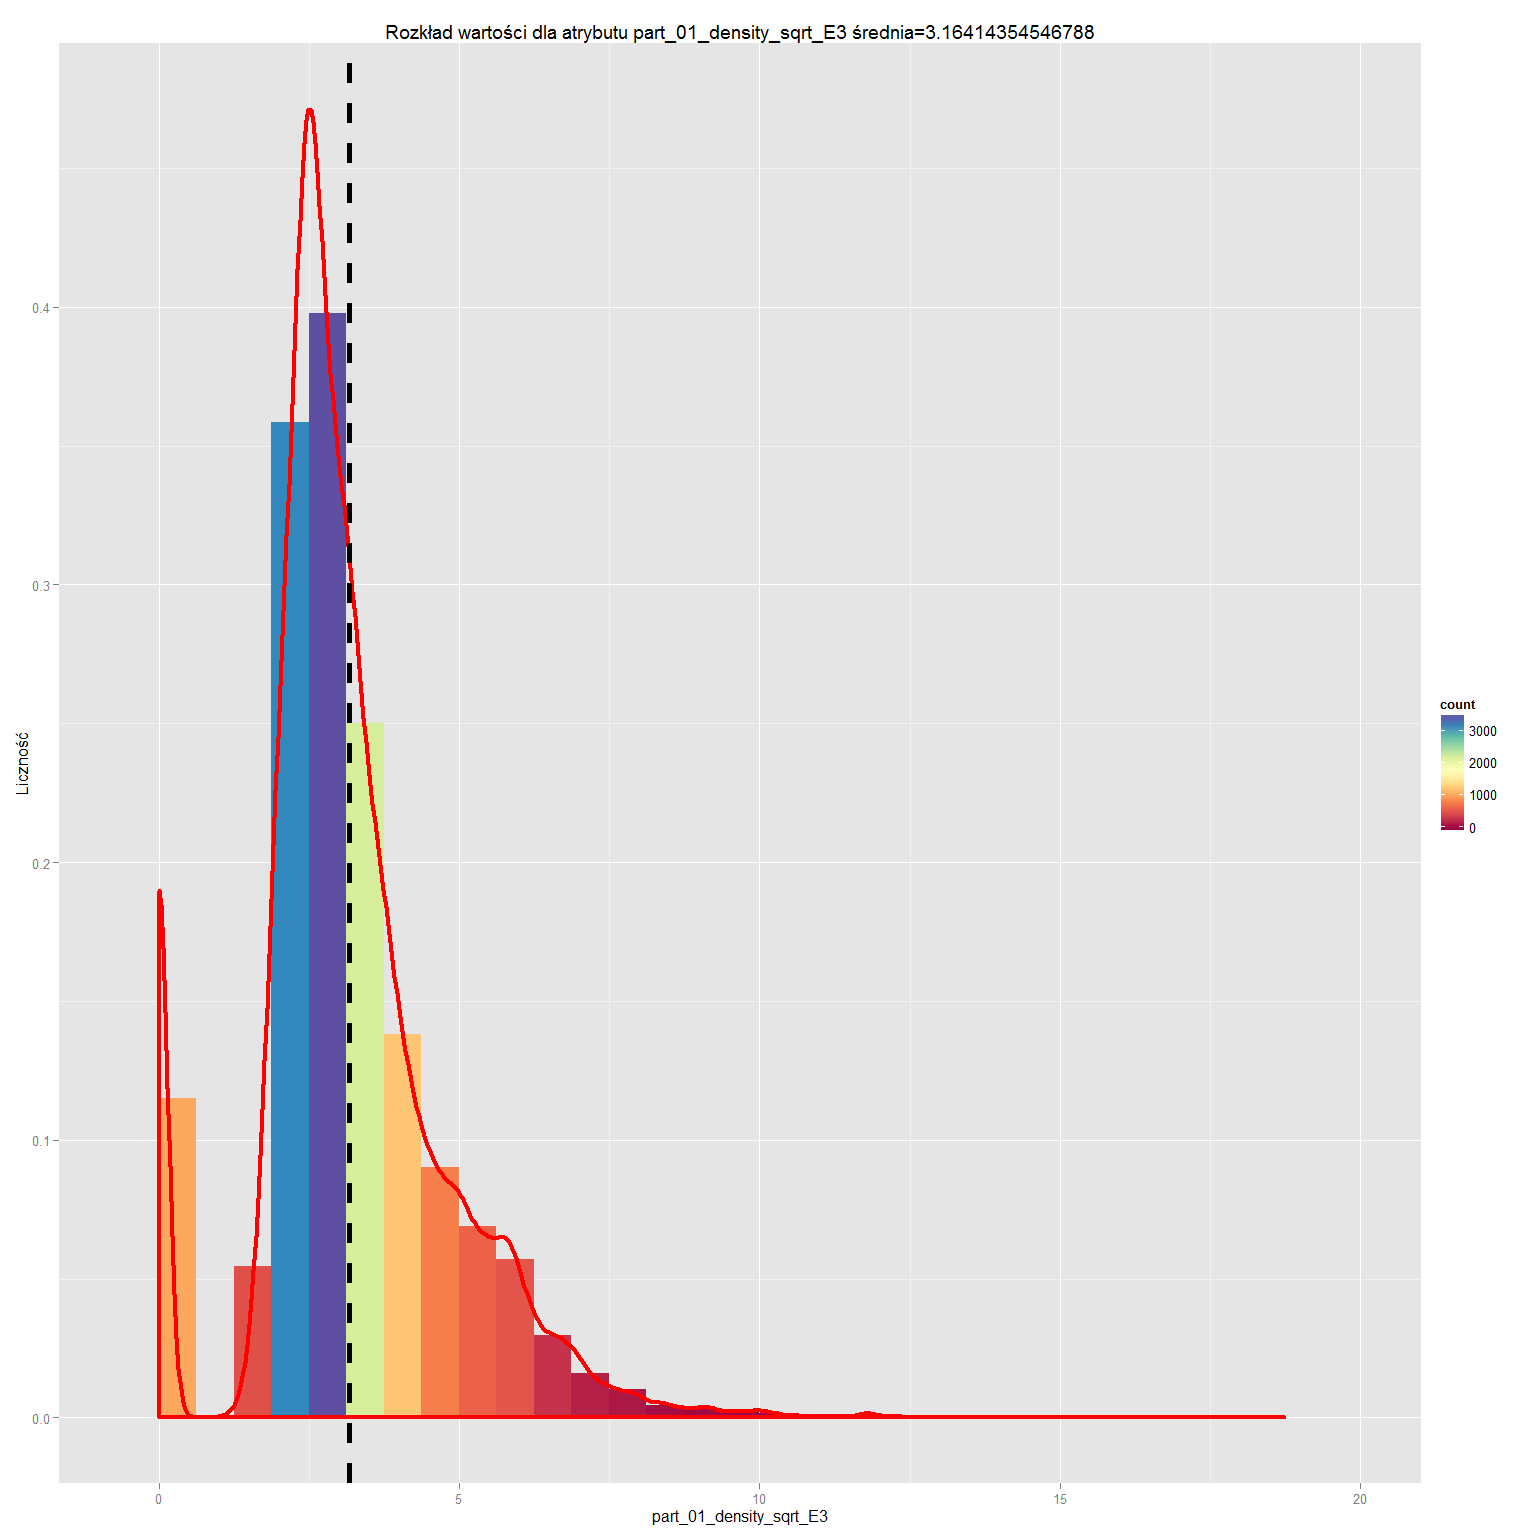 Rozkład wartości dla atrybutu part_01_density_sqrt_E3 średnia=3.16414354546788
0.4
0.3
0.2
0.1
0.0
Liczność
0 5 10 15 20
part_01_density_sqrt_E3
count
3000
2000
1000
0